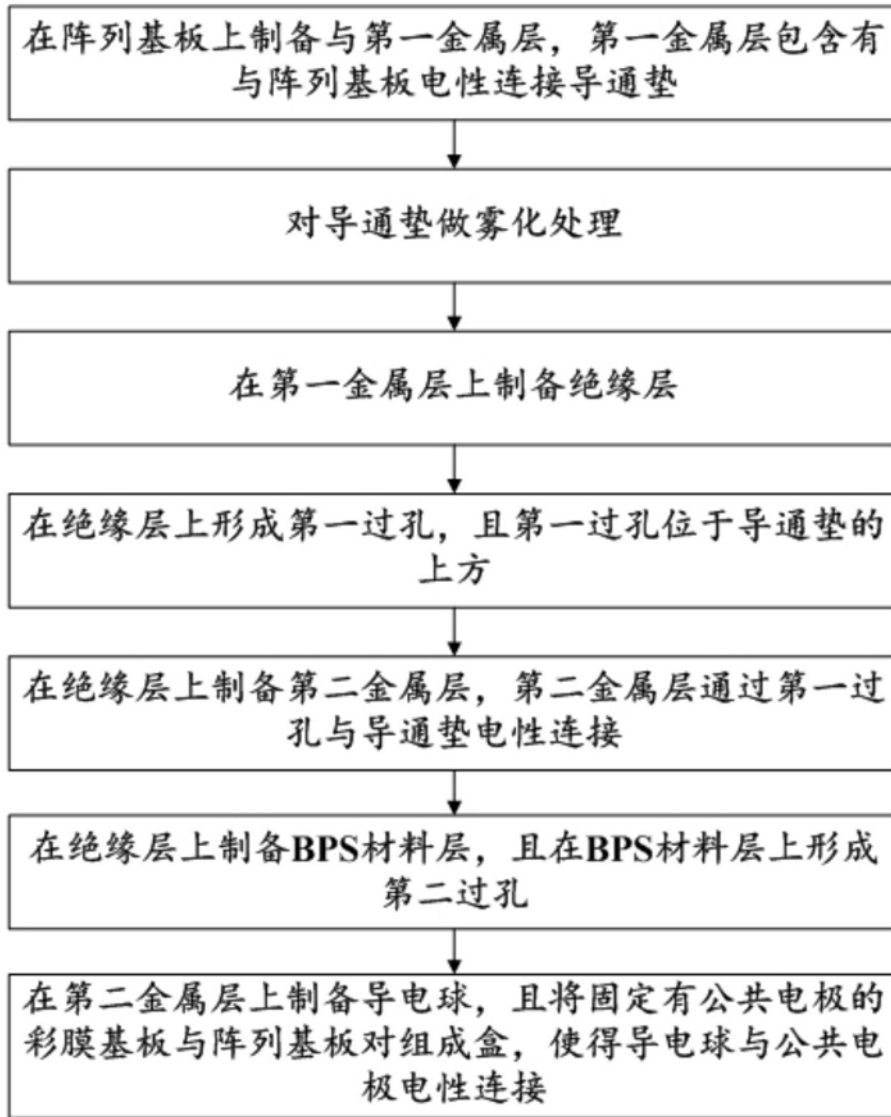 在阵列基板上制备与第一金属层，第一金属层包含有
与阵列基板电性连接导通垫
对导通垫做雾化处理
在第一金属层上制备绝缘层
在绝缘层上形成第一过孔，且第一过孔位于导通垫的
上方
在绝缘层上制备第二金属层，第二金属层通过第一过
孔与导通垫电性连接
在绝缘层上制备BPS材料层，且在BPS材料层上形成
第二过孔
在第二金属层上制备导电球，且将固定有公共电极的
彩膜基板与阵列基板对组成盒，使得导电球与公共电
极电性连接